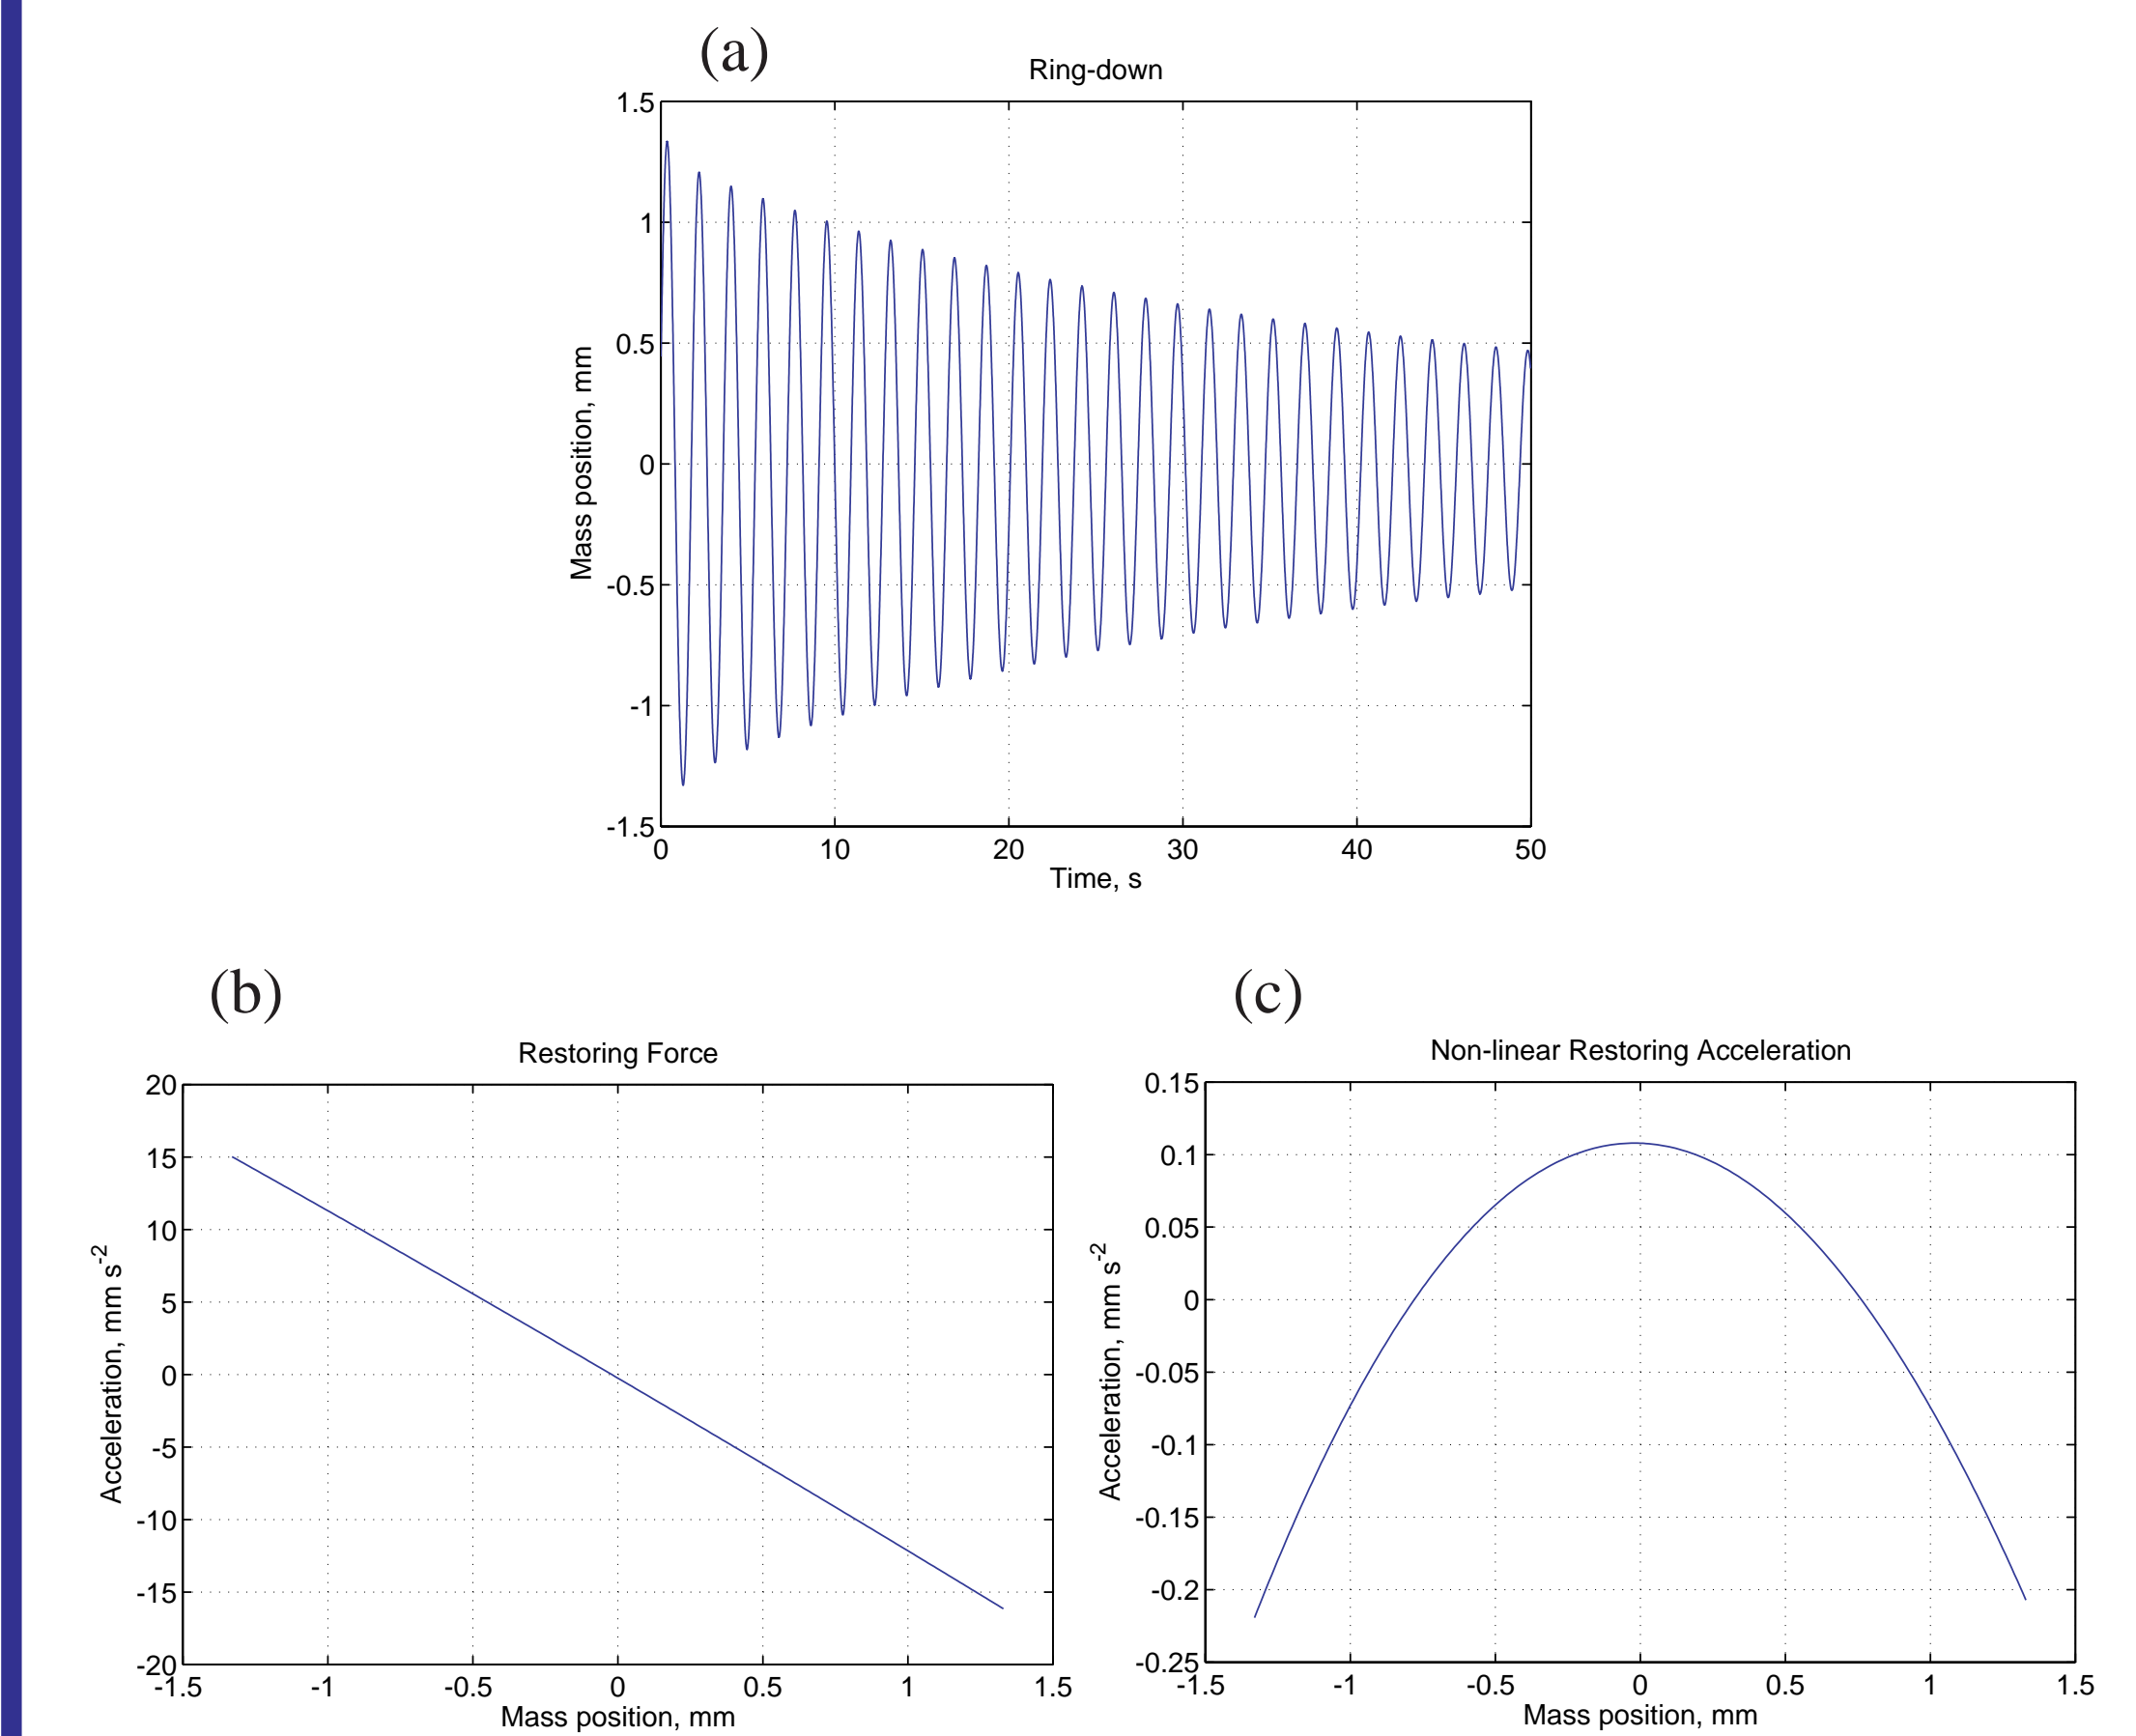 (a)
Ring-down
1.5
1
0.5
0
-0.5
-1
-1.5
Mass position, mm
0 10 20 30 40 50
Time, s
(b)
Restoring Force
20
15
10
5
0
-5
-10
-15
-20
Acceleration, mm s-2
-1.5 -1 -0.5 0 0.5 1 1.5
Mass position, mm
(c)
Non-linear Restoring Acceleration
0.15
0.1
0.05
0
-0.05
-0.1
-0.15
-0.2
-0.25
Acceleration, mm s-2
-1.5 -1 -0.5 0 0.5 1 1.5
Mass position, mm